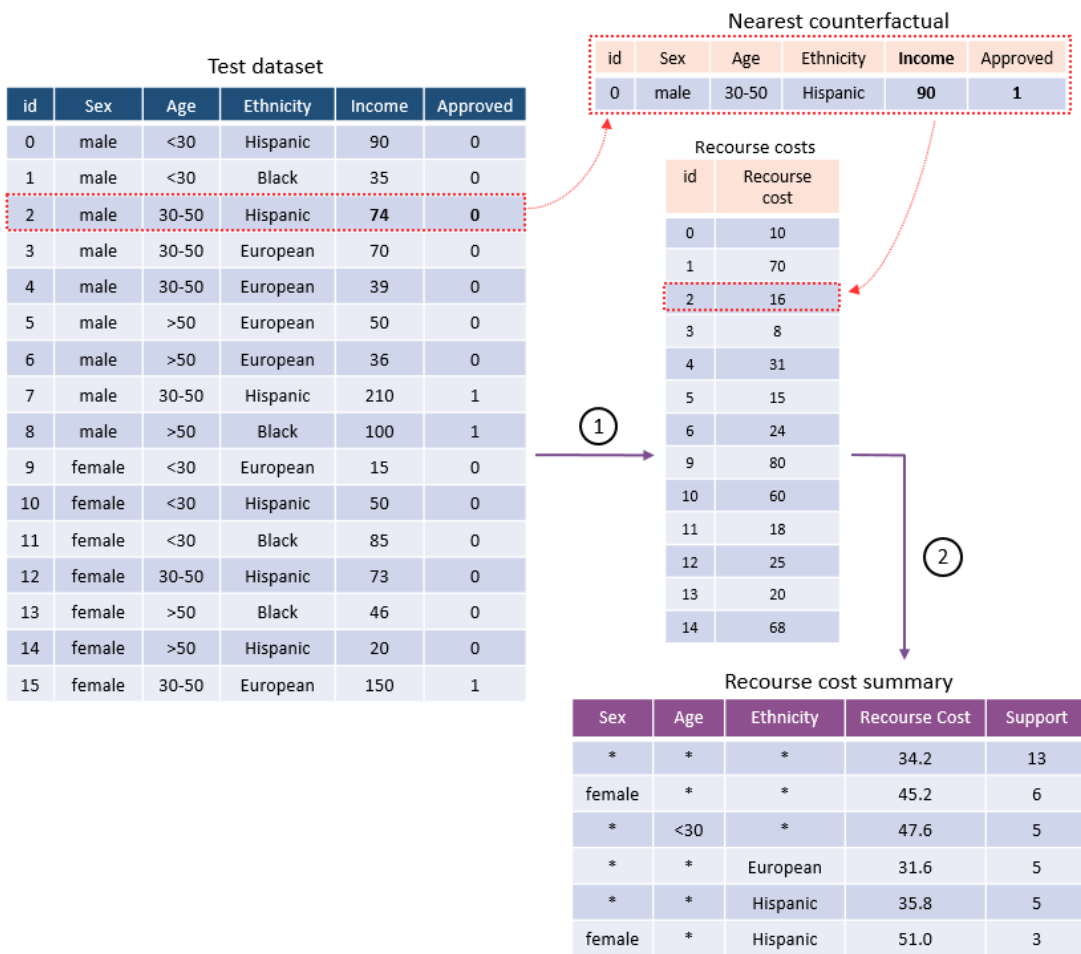 Nearest counterfactual
id Sex Age Ethnicity Income Approved
0 male 30-50 Hispanic 90 1
Test dataset
id Sex Age Ethnicity Income Approved
0 male <30 Hispanic 90 0
1 male <30 Black 35 0
2 male 30-50 Hispanic 74 0
3 male 30-50 European 70 0
4 male 30-50 European 39 0
5 male >50 European 50 0
6 male >50 European 36 0
7 male 30-50 Hispanic 210 1
8 male >50 Black 100 1
9 female <30 European 15 0
10 female <30 Hispanic 50 0
11 female <30 Black 85 0
12 female 30-50 Hispanic 73 0
13 female >50 Black 46 0
14 female >50 Hispanic 20 0
15 female 30-50 European 150 1
1
Recourse costs
id Recourse
cost
0 10
1 70
2 16
3 8
4 31
5 15
6 24
9 80
10 60
11 18
12 25
13 20
14 68
2
Recourse cost summary
Sex Age Ethnicity Recourse Cost Support
* * * 34.2 13
female * * 45.2 6
* <30 * 47.6 5
* * European 31.6 5
* * Hispanic 35.8 5
female * Hispanic 51.0 3